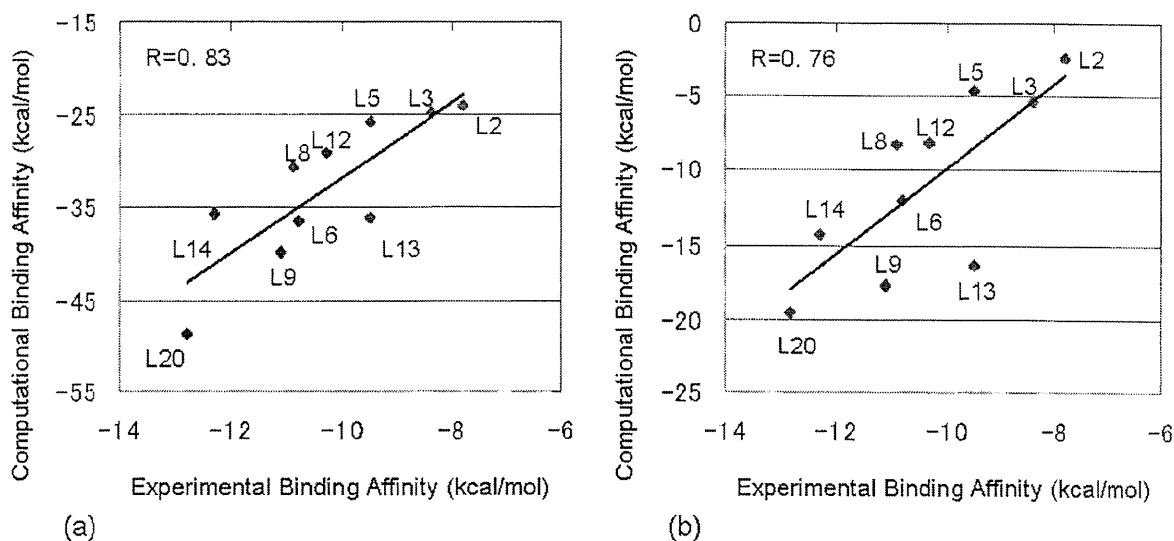 Computational Binding Affinity (kcal/mol)
-15
-25
-35
-45
-55
R=0. 83
L5
L3
L2
L12
L8
L14
L6
L13
L9
L20
-14
-12
-10
-8
-6
Experimental Binding Affinity (kcal/mol)
(a)
Computational Binding Affinity (kcal/mol)
0
-5
-10
-15
-20
-25
R=0. 76
L2
L5
L3
L12
L8
L6
L14
L9
L13
L20
-14
-12
-10
-8
-6
Experimental Binding Affinity (kcal/mol)
(b)